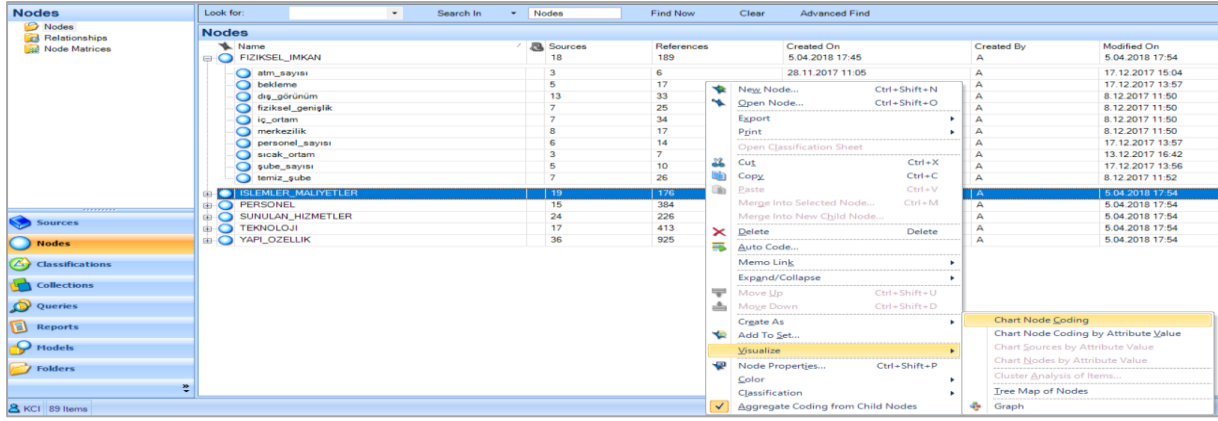 Nodes
Nodes
Relationships
Node Matrices
Sources
Nodes
Classifications
Collections
Queries
Reports
Models
Folders
KCI 89 Items
Look for: Search In Nodes Find Now Clear Advanced Find
Nodes
Name Sources References Created On Created By Modified On
FIZIKSEL_IMKAN 18 189 5.04.2018 17:45 A 5.04.2018 17:54
atm_sayısı 3 6 28.11.2017 11:05 A 17.12.2017 15:04
bekleme 5 17 A 17.12.2017 13:57
dış_görünüm 13 33 A 8.12.2017 11:50
fiziksel_genişlik 7 25 A 8.12.2017 11:50
iç_ortam 7 34 A 8.12.2017 11:50
merkezilik 8 17 A 8.12.2017 11:50
personel_sayısı 6 14 A 17.12.2017 13:57
sıcak_ortam 3 7 A 13.12.2017 16:42
şube_sayısı 5 10 A 17.12.2017 13:56
temiz_şube 7 26 A 8.12.2017 11:52
ISLEMLER_MALIYETLER 19 176 A 5.04.2018 17:54
PERSONEL 15 384 A 5.04.2018 17:54
SUNULAN_HIZMETLER 24 226 A 5.04.2018 17:54
TEKNOLOJI 17 413 A 5.04.2018 17:54
YAPI_OZELLIK 36 925 A 5.04.2018 17:54
New Node... Ctrl+Shift+N
Open Node... Ctrl+Shift+O
Export
Print
Open Classification Sheet
Cut Ctrl+X
Copy Ctrl+C
Paste Ctrl+V
Merge Into Selected Node... Ctrl+M
Merge Into New Child Node...
Delete Delete
Auto Code...
Memo Link
Expand/Collapse
Move Up Ctrl+Shift+U
Move Down Ctrl+Shift+D
Create As
Add To Set...
Visualize
Node Properties... Ctrl+Shift+P
Color
Classification
Aggregate Coding from Child Nodes
Chart Node Coding
Chart Node Coding by Attribute Value
Chart Sources by Attribute Value
Chart Nodes by Attribute Value
Cluster Analysis of Items...
Tree Map of Nodes
Graph